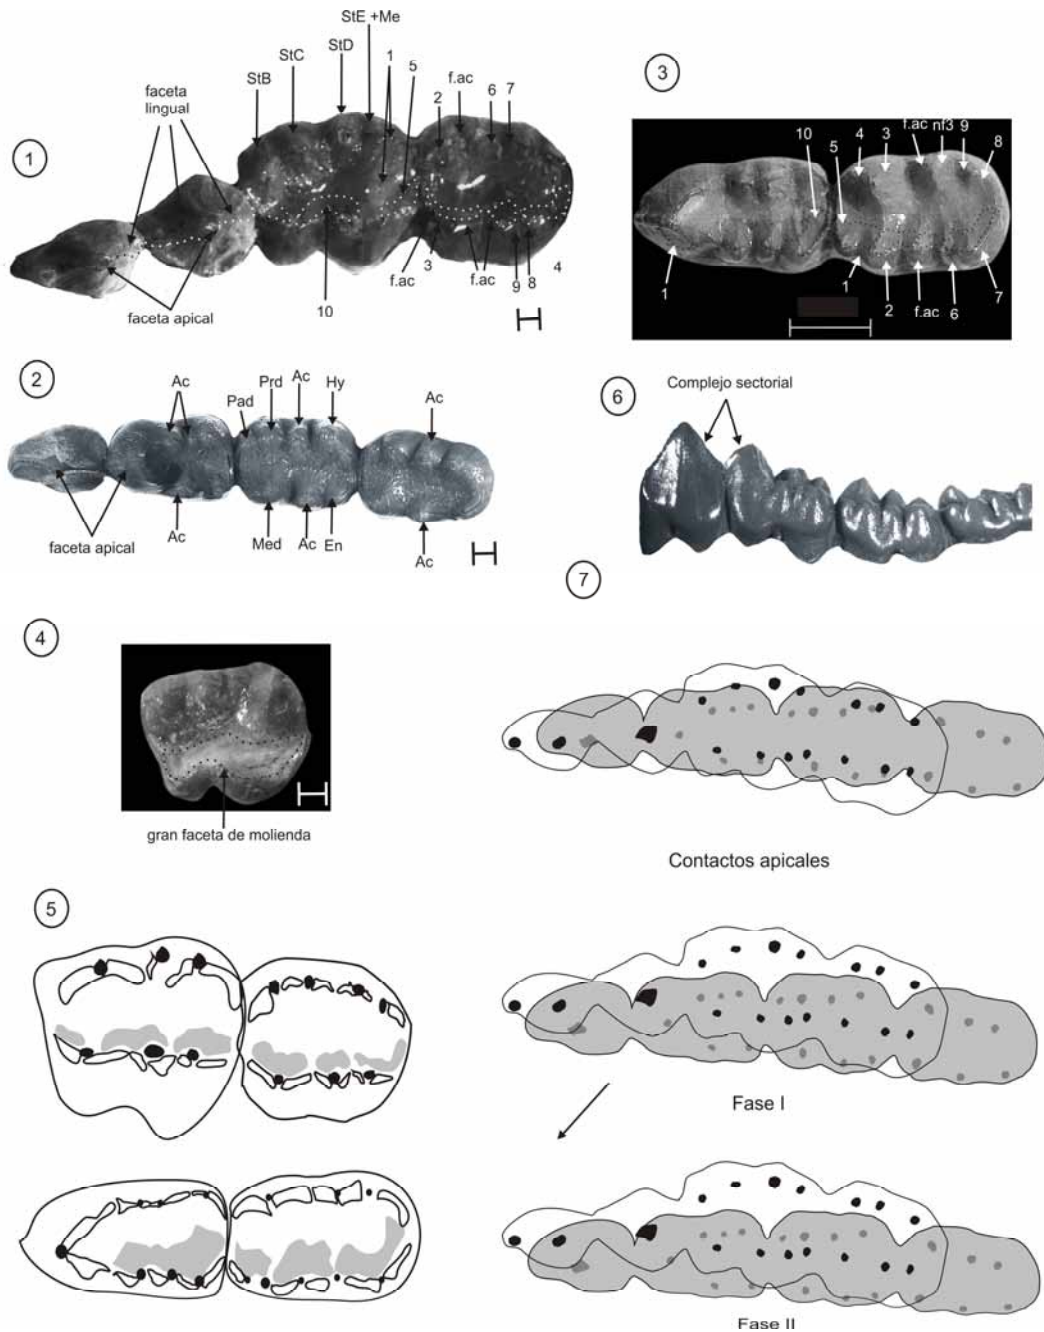 1
StB
StC
StD
StE +Me
1
5
2
f.ac
6
7
faceta
lingual
faceta apical
10
f.ac
3
f.ac
9
8
4
2
Ac
Pad
Prd
Ac
Hy
Ac
faceta apical
Ac
Med
Ac
En
Ac
3
10
5
4
3
f.ac
nf3
9
8
1
1
2
f.ac
6
7
6
Complejo sectorial
4
gran faceta de molienda
5
7
Contactos apicales
Fase I
Fase II